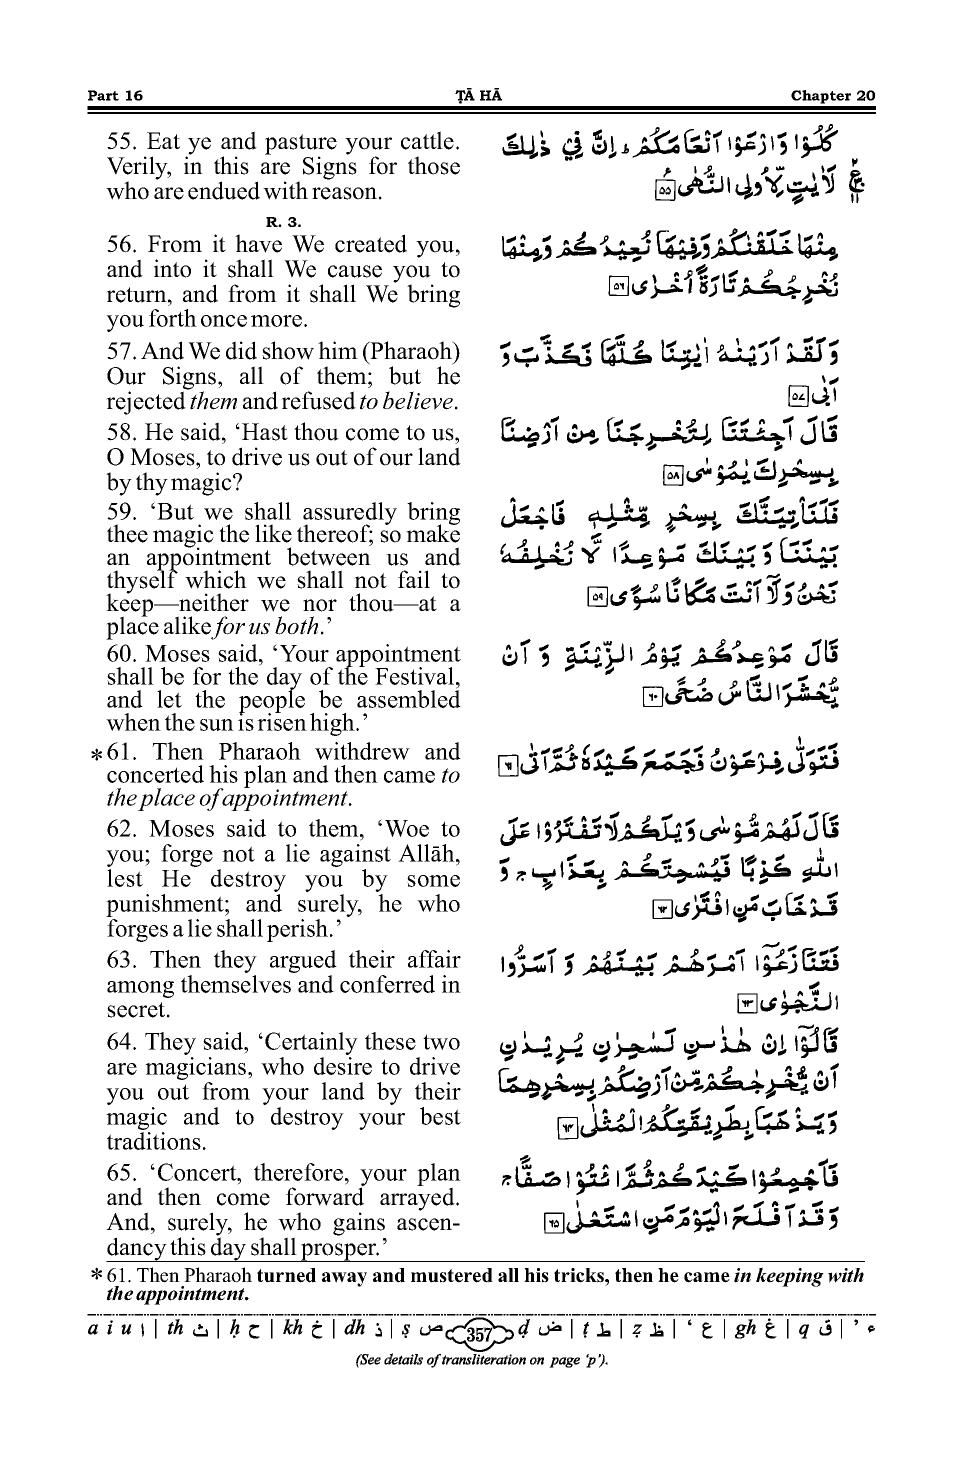 Part 16 ṬĀ HĀ Chapter 20
55. Eat ye and pasture your cattle.
Verily, in this are Signs for those
who are endued with reason.
كُلُوْا وَارْعَوْا اَنْعَامَكُمْ ؕ اِنَّ فِيْ ذٰلِكَ
لَاٰيٰتٍ لِّاُولِى النُّهٰى ۵۵
R. 3.
56. From it have We created you,
and into it shall We cause you to
return, and from it shall We bring
you forth once more.
مِنْهَا خَلَقْنٰكُمْ وَفِيْهَا نُعِيْدُكُمْ وَمِنْهَا
نُخْرِجُكُمْ تَارَةً اُخْرٰى ۵۶
57. And We did show him (Pharaoh)
Our Signs, all of them; but he
rejected them and refused to believe.
وَلَقَدْ اَرَيْنٰهُ اٰيٰتِنَا كُلَّهَا فَكَذَّبَ وَ
اَبٰى ۵۷
58. He said, ‘Hast thou come to us,
O Moses, to drive us out of our land
by thy magic?
قَالَ اَجِئْتَنَا لِتُخْرِجَنَا مِنْ اَرْضِنَا
بِسِحْرِكَ يٰمُوْسٰى ۵۸
59. ‘But we shall assuredly bring
thee magic the like thereof; so make
an appointment between us and
thyself which we shall not fail to
keep—neither we nor thou—at a
place alike for us both.’
فَلَنَاْتِيَنَّكَ بِسِحْرٍ مِّثْلِهٖ فَاجْعَلْ
بَيْنَنَا وَبَيْنَكَ مَوْعِدًا لَّا نُخْلِفُهٗ
نَحْنُ وَلَاۤ اَنْتَ مَكَانًا سُوًى ۵۹
60. Moses said, ‘Your appointment
shall be for the day of the Festival,
and let the people be assembled
when the sun is risen high.’
قَالَ مَوْعِدُكُمْ يَوْمُ الزِّيْنَةِ وَ اَنْ
يُّحْشَرَ النَّاسُ ضُحًى ۶۰
*61. Then Pharaoh withdrew and
concerted his plan and then came to
the place of appointment.
فَتَوَلّٰى فِرْعَوْنُ فَجَمَعَ كَيْدَهٗ ثُمَّ اَتٰى ۶۱
62. Moses said to them, ‘Woe to
you; forge not a lie against Allāh,
lest He destroy you by some
punishment; and surely, he who
forges a lie shall perish.’
قَالَ لَهُمْ مُّوْسٰى وَيْلَكُمْ لَا تَفْتَرُوْا عَلَى
اللّٰهِ كَذِبًا فَيُسْحِتَكُمْ بِعَذَابٍ ۚ وَ
قَدْ خَابَ مَنِ افْتَرٰى ۶۲
63. Then they argued their affair
among themselves and conferred in
secret.
فَتَنَازَعُوْۤا اَمْرَهُمْ بَيْنَهُمْ وَ اَسَرُّوا
النَّجْوٰى ۶۳
64. They said, ‘Certainly these two
are magicians, who desire to drive
you out from your land by their
magic and to destroy your best
traditions.
قَالُوْۤا اِنْ هٰذٰىنِ لَسٰحِرٰنِ يُرِيْدٰنِ
اَنْ يُّخْرِجٰكُمْ مِّنْ اَرْضِكُمْ بِسِحْرِهِمَا
وَيَذْهَبَا بِطَرِيْقَتِكُمُ الْمُثْلٰى ۶۴
65. ‘Concert, therefore, your plan
and then come forward arrayed.
And, surely, he who gains ascen-
dancy this day shall prosper.’
فَاَجْمِعُوْا كَيْدَكُمْ ثُمَّ ائْتُوْا صَفًّا ۚ
وَقَدْ اَفْلَحَ الْيَوْمَ مَنِ اسْتَعْلٰى ۶۵
* 61. Then Pharaoh turned away and mustered all his tricks, then he came in keeping with
the appointment.
a i u ا | th ث | ḥ ح | kh خ | dh ذ | ṣ ص 357 ḍ ض | ṭ ط | ẓ ظ | ‘ ع | gh غ | q ق | ’ ء
(See details of transliteration on page ‘p’).